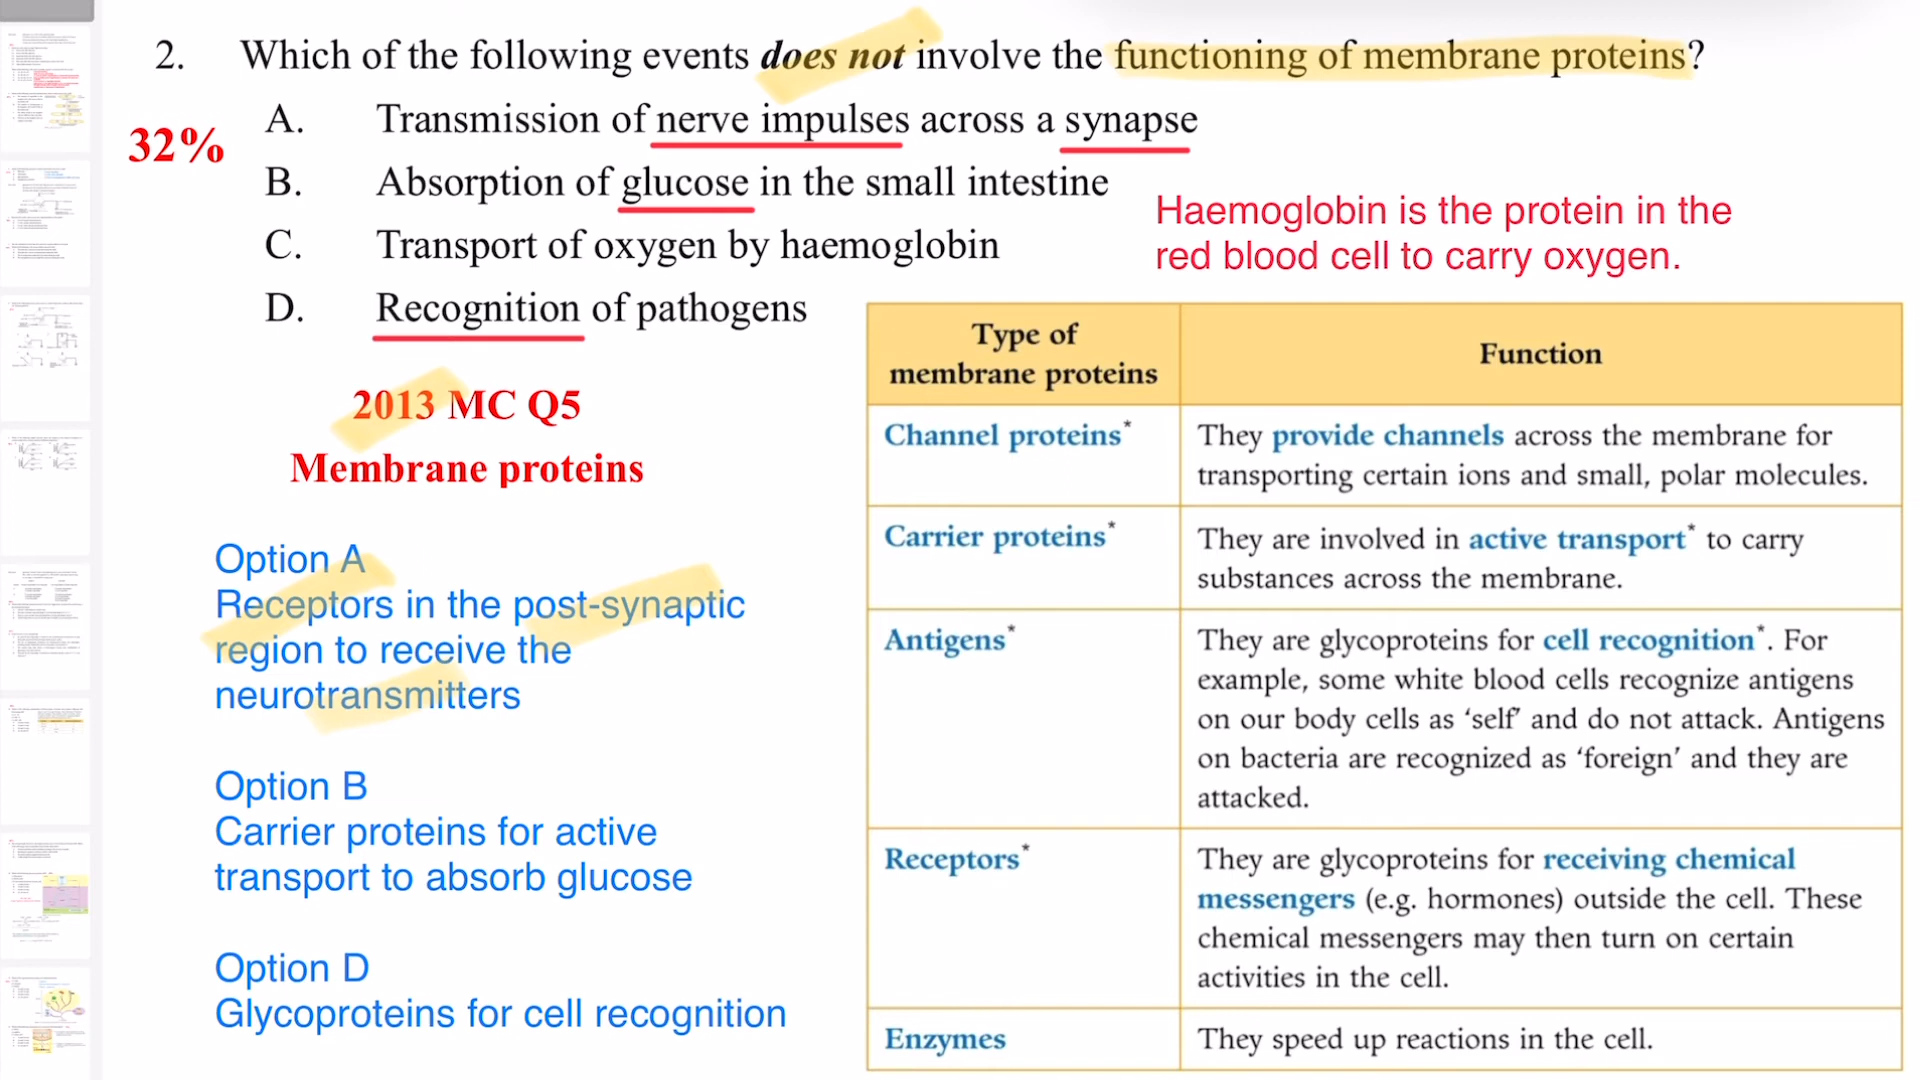 2. Which of the following events does not involve the functioning of membrane proteins?
32%
A. Transmission of nerve impulses across a synapse
B. Absorption of glucose in the small intestine
C. Transport of oxygen by haemoglobin
D. Recognition of pathogens
Haemoglobin is the protein in the
red blood cell to carry oxygen.
2013 MC Q5
Membrane proteins
Option A
Receptors in the post-synaptic
region to receive the
neurotransmitters
Option B
Carrier proteins for active
transport to absorb glucose
Option D
Glycoproteins for cell recognition
Type of
membrane proteins
Function
Channel proteins*
They provide channels across the membrane for
transporting certain ions and small, polar molecules.
Carrier proteins*
They are involved in active transport* to carry
substances across the membrane.
Antigens*
They are glycoproteins for cell recognition*. For
example, some white blood cells recognize antigens
on our body cells as ‘self’ and do not attack. Antigens
on bacteria are recognized as ‘foreign’ and they are
attacked.
Receptors*
They are glycoproteins for receiving chemical
messengers (e.g. hormones) outside the cell. These
chemical messengers may then turn on certain
activities in the cell.
Enzymes
They speed up reactions in the cell.